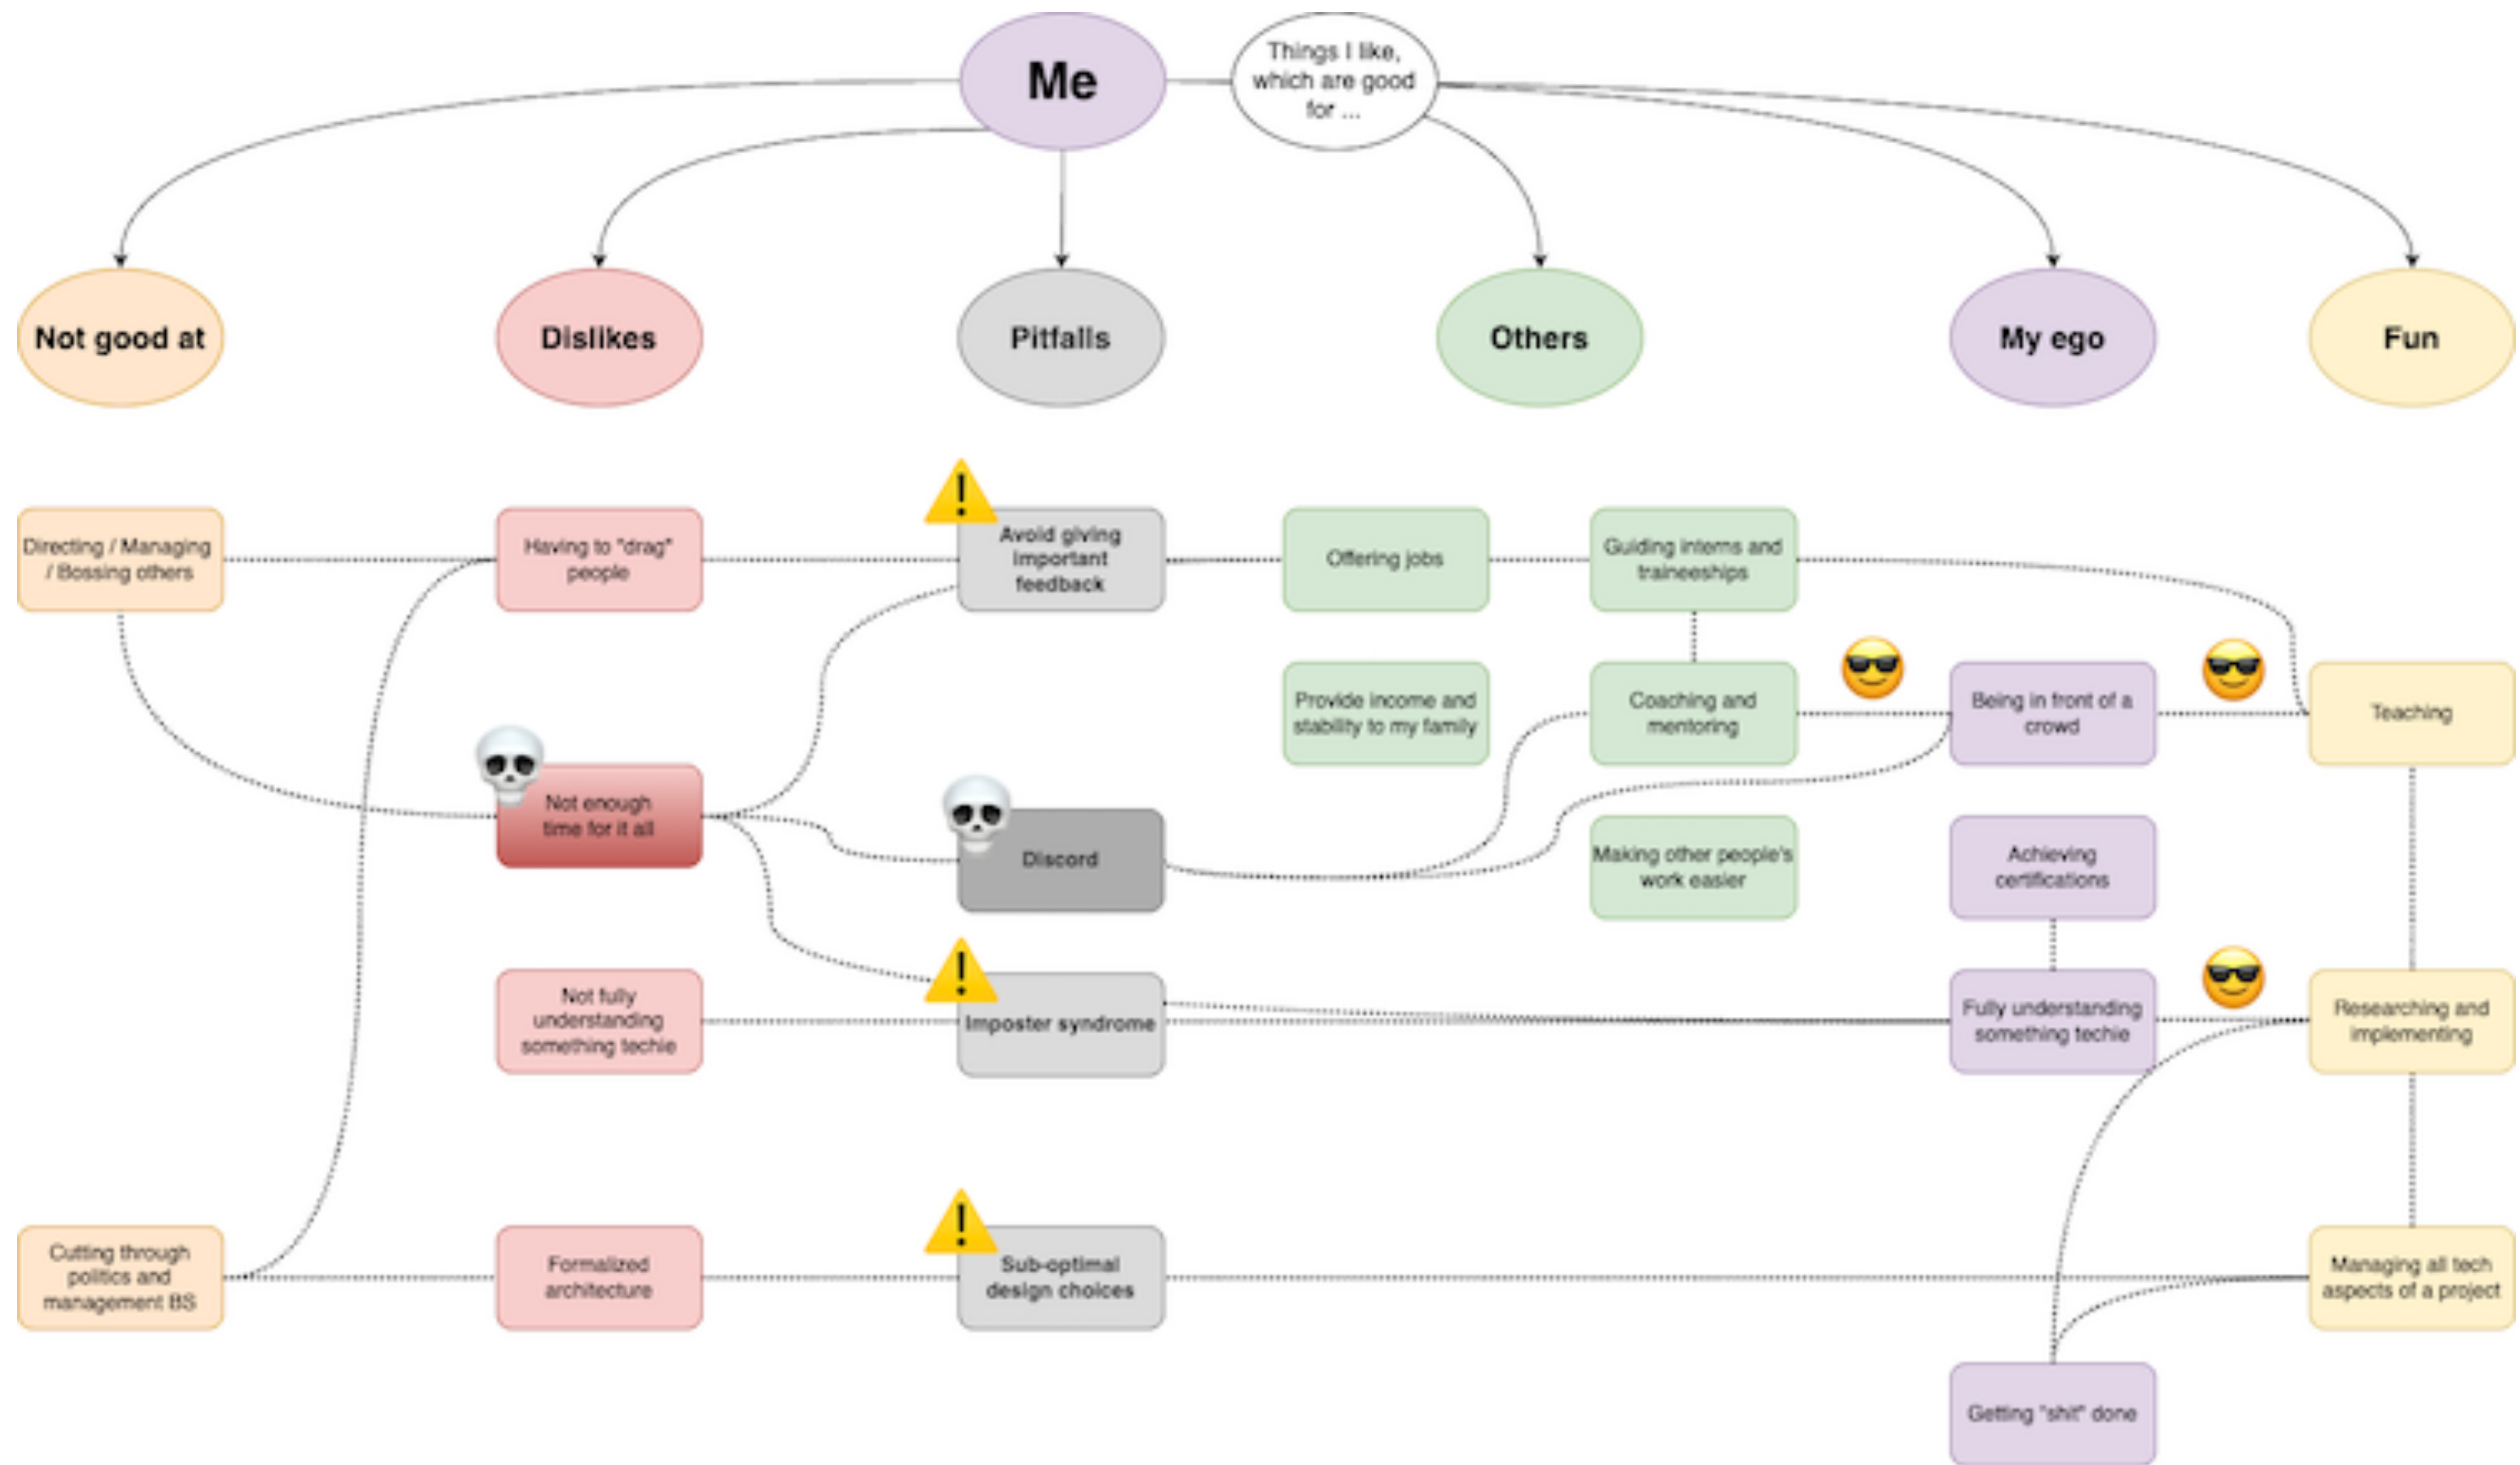 Me
Things I like,
which are good
for ...
Not good at
Dislikes
Pitfalls
Others
My ego
Fun
Directing / Managing
/ Bossing others
Having to "drag"
people
Avoid giving
important
feedback
Offering jobs
Guiding interns and
traineeships
Provide income and
stability to my family
Coaching and
mentoring
Being in front of a
crowd
Teaching
Not enough
time for it all
Discord
Making other people's
work easier
Achieving
certifications
Not fully
understanding
something techie
Imposter syndrome
Fully understanding
something techie
Researching and
implementing
Cutting through
politics and
management BS
Formalized
architecture
Sub-optimal
design choices
Managing all tech
aspects of a project
Getting "shit" done